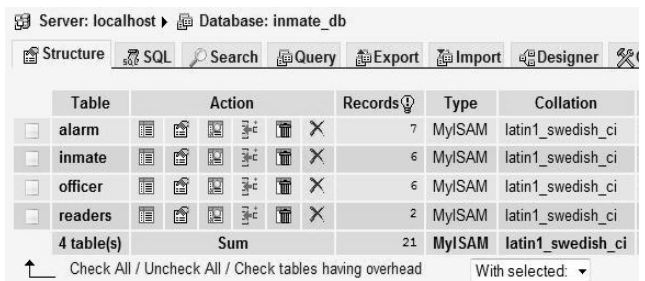 Server: localhost ▸ Database: inmate_db
Structure SQL Search Query Export Import Designer
Table Action Records Type Collation
alarm 7 MyISAM latin1_swedish_ci
inmate 6 MyISAM latin1_swedish_ci
officer 6 MyISAM latin1_swedish_ci
readers 2 MyISAM latin1_swedish_ci
4 table(s) Sum 21 MyISAM latin1_swedish_ci
Check All / Uncheck All / Check tables having overhead With selected: